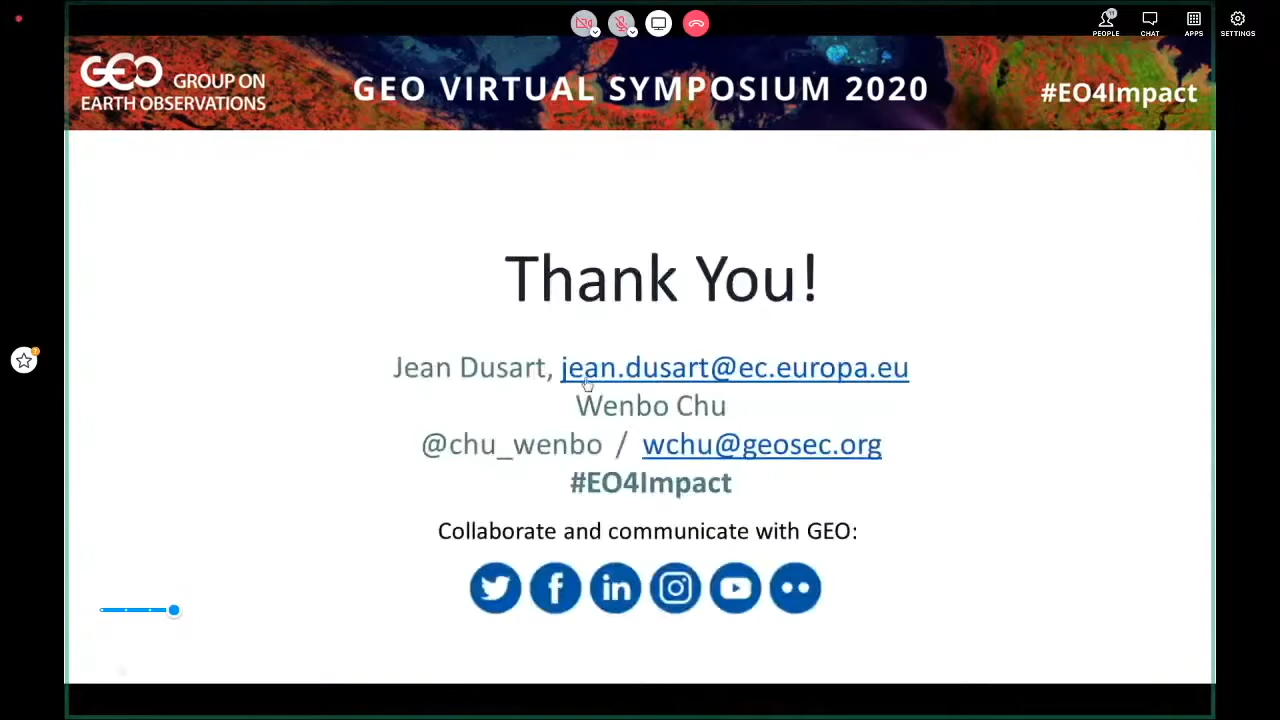 11
PEOPLE CHAT APPS SETTINGS
GEO GROUP ON
EARTH OBSERVATIONS
GEO VIRTUAL SYMPOSIUM 2020
#EO4Impact
Thank You!
Jean Dusart, jean.dusart@ec.europa.eu
Wenbo Chu
@chu_wenbo / wchu@geosec.org
#EO4Impact
Collaborate and communicate with GEO: